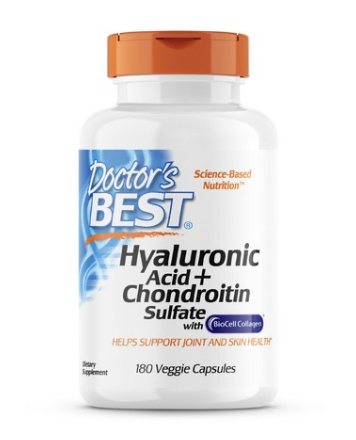 Doctor's
BEST®
Science-Based
Nutrition™
Hyaluronic
Acid +
Chondroitin
Sulfate
with BioCell Collagen®
HELPS SUPPORT JOINT AND SKIN HEALTH*
Dietary
Supplement
180 Veggie Capsules